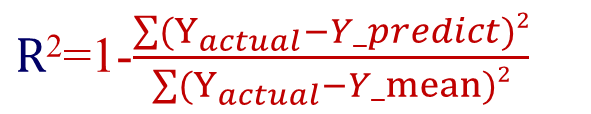 R²=1-∑(Y_actual−Y_predict)²
∑(Y_actual−Y_mean)²